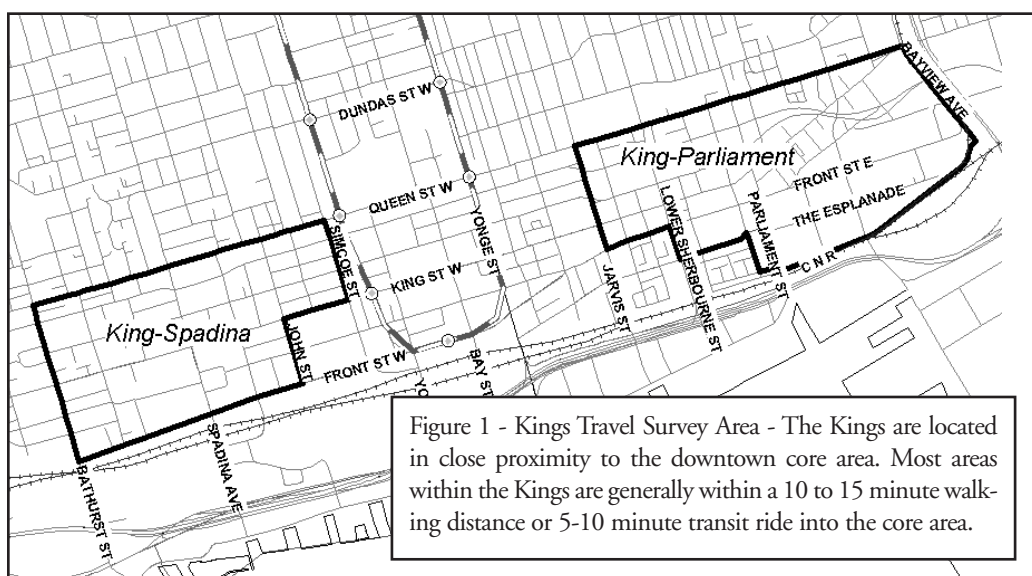 DUNDAS ST W
BAYVIEW AVE
King-Parliament
QUEEN ST W
FRONT ST E
THE ESPLANADE
SIMCOE ST
YONGE ST
PARLIAMENT ST
LOWER SHERBOURNE ST
KING ST W
C N R
JARVIS ST
King-Spadina
JOHN ST
FRONT ST W
BAY ST
YO
SPADINA AVE
BATHURST ST
Figure 1 - Kings Travel Survey Area - The Kings are located
in close proximity to the downtown core area. Most areas
within the Kings are generally within a 10 to 15 minute walk-
ing distance or 5-10 minute transit ride into the core area.